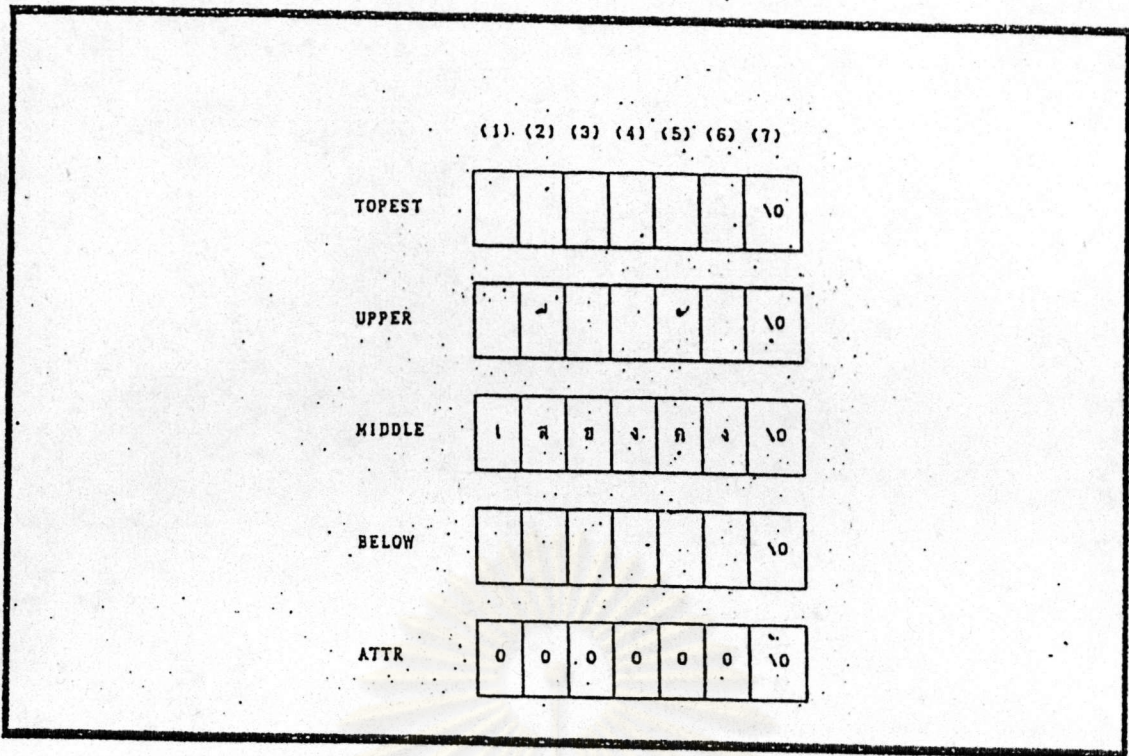 (1) (2) (3) (4) (5) (6) (7)
TOPEST \0
UPPER ี ั \0
MIDDLE เ ส ย ง ด ง \0
BELOW \0
ATTR 0 0 0 0 0 0 \0